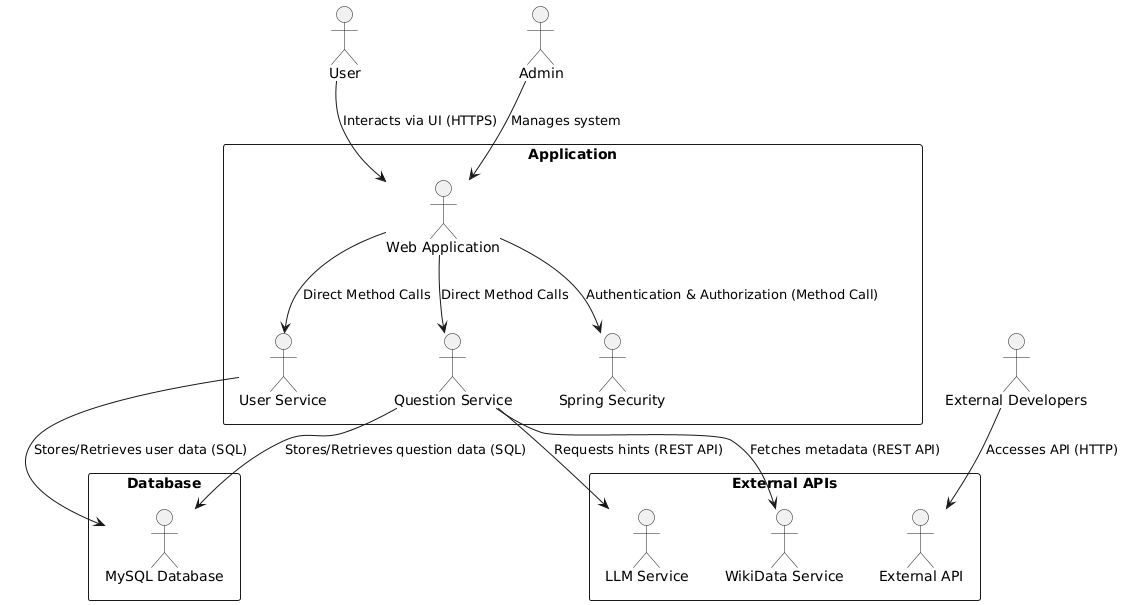 User
Admin
Interacts via UI (HTTPS)
Manages system
Application
Web Application
Direct Method Calls
Direct Method Calls
Authentication & Authorization (Method Call)
User Service
Question Service
Spring Security
External Developers
Stores/Retrieves user data (SQL)
Stores/Retrieves question data (SQL)
Requests hints (REST API)
Fetches metadata (REST API)
Accesses API (HTTP)
Database
External APIs
MySQL Database
LLM Service
WikiData Service
External API